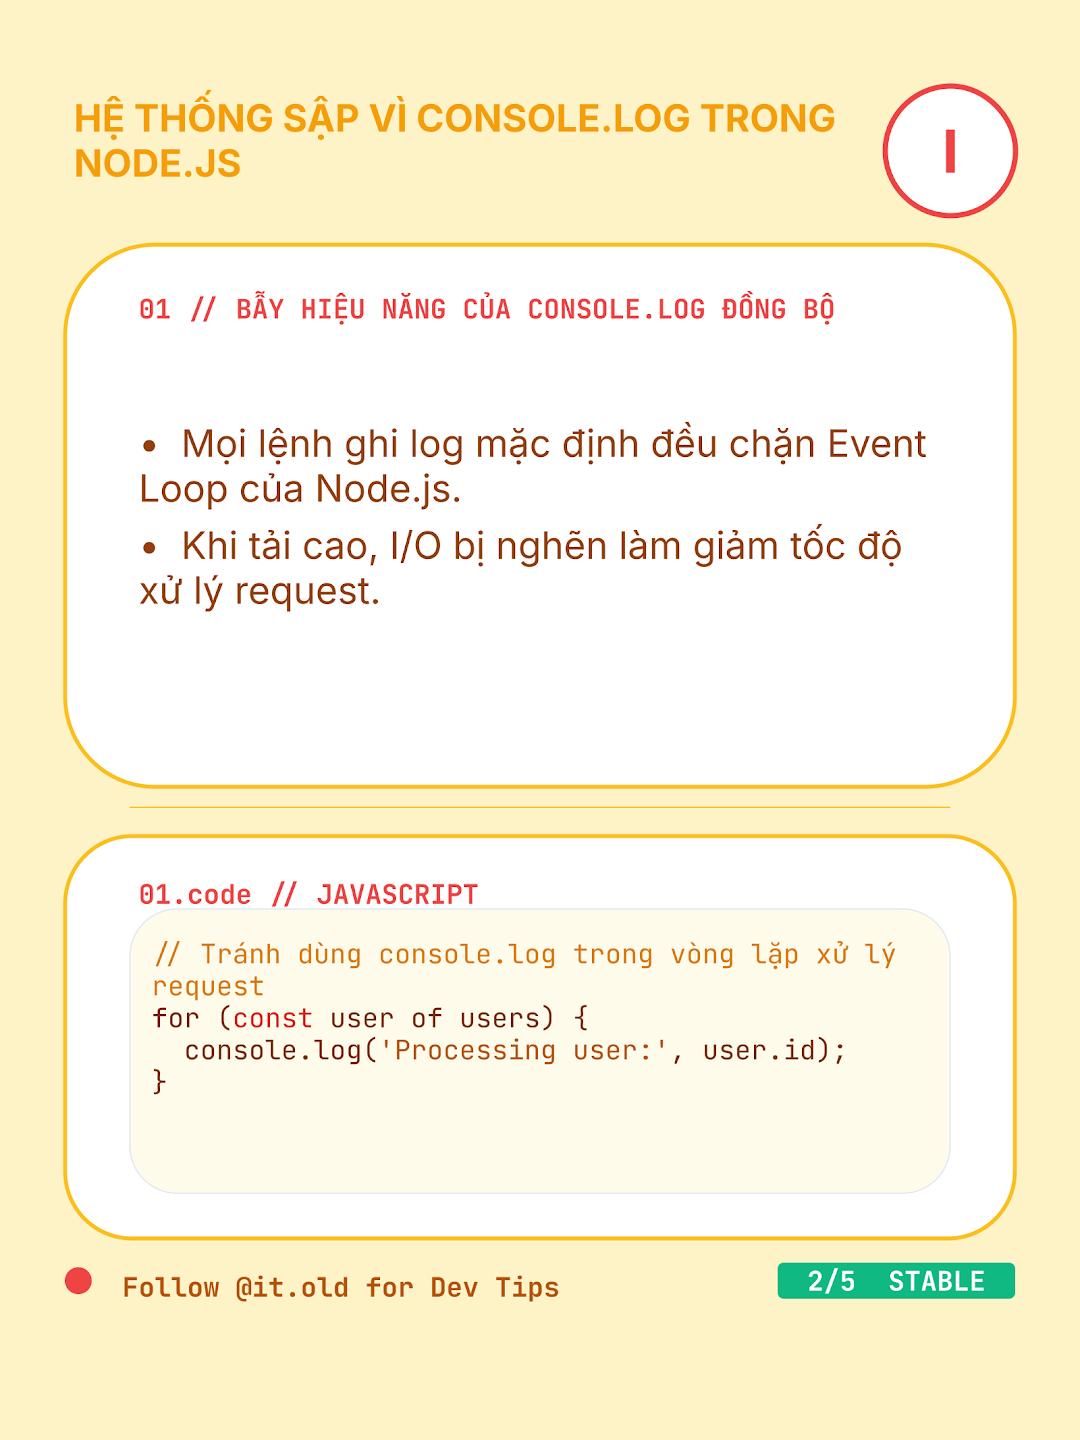 HỆ THỐNG SẬP VÌ CONSOLE.LOG TRONG
NODE.JS
I
01 // BẪY HIỆU NĂNG CỦA CONSOLE.LOG ĐỒNG BỘ
• Mọi lệnh ghi log mặc định đều chặn Event
Loop của Node.js.
• Khi tải cao, I/O bị nghẽn làm giảm tốc độ
xử lý request.
01.code // JAVASCRIPT
// Tránh dùng console.log trong vòng lặp xử lý
request
for (const user of users) {
  console.log('Processing user:', user.id);
}
Follow @it.old for Dev Tips
2/5 STABLE